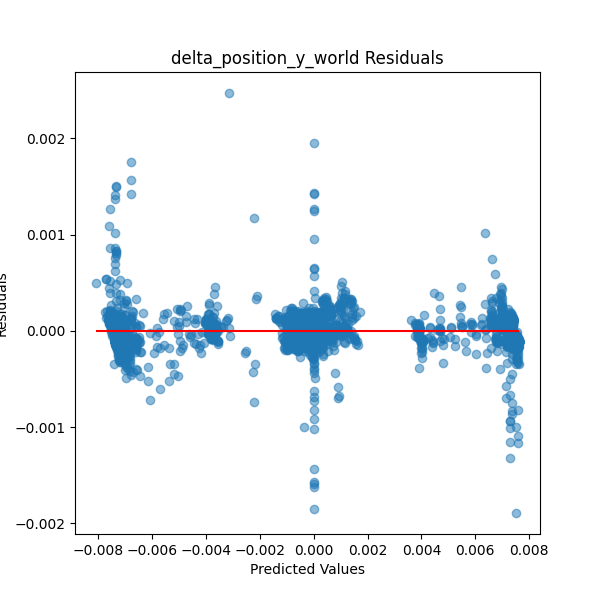 delta_position_y_world Residuals
Residuals
0.002
0.001
0.000
−0.001
−0.002
−0.008 −0.006 −0.004 −0.002 0.000 0.002 0.004 0.006 0.008
Predicted Values